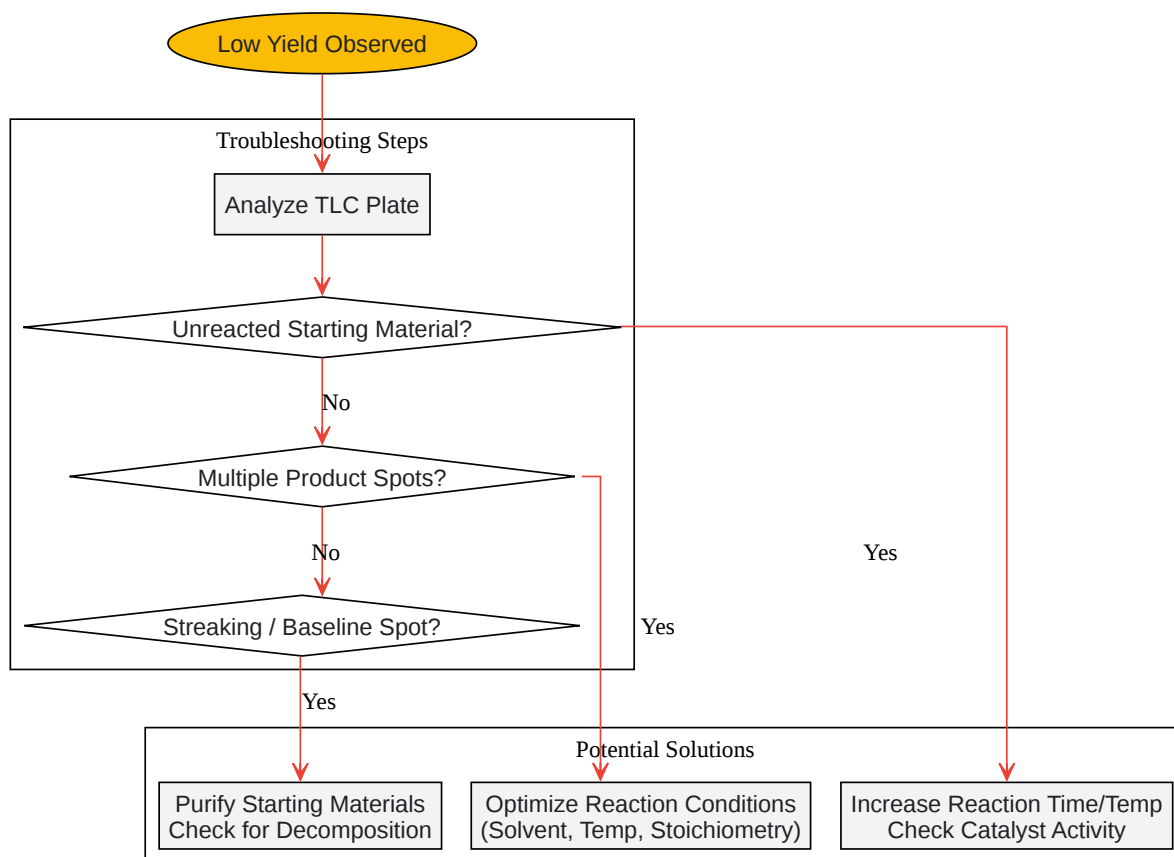 Low Yield Observed
Troubleshooting Steps
Analyze TLC Plate
Unreacted Starting Material?
No
Multiple Product Spots?
No
Yes
Streaking / Baseline Spot?
Yes
Yes
Potential Solutions
Purify Starting Materials
Check for Decomposition
Optimize Reaction Conditions
(Solvent, Temp, Stoichiometry)
Increase Reaction Time/Temp
Check Catalyst Activity